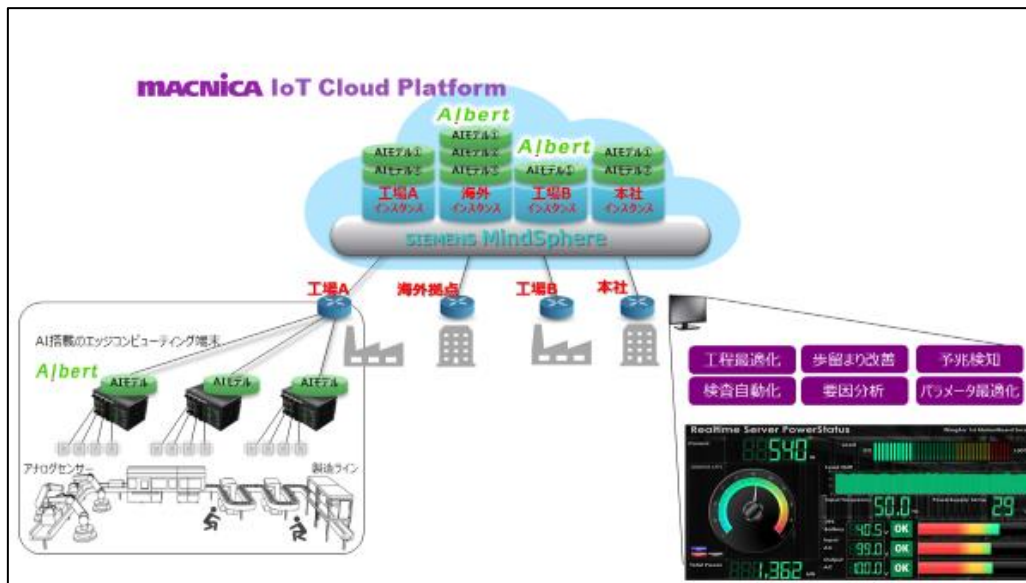 macnica IoT Cloud Platform
Albert
Albert
AIモデル①
AIモデル①
AIモデル②
AIモデル①
AIモデル③
AIモデル③
AIモデル①
AIモデル③
工場A
インスタンス
海外
インスタンス
工場B
インスタンス
本社
インスタンス
SIEMENS MindSphere
工場A
海外拠点
工場B
本社
AI搭載のエッジコンピューティング端末
Albert
AIモデル
AIモデル
AIモデル
アナログセンサー
製造ライン
工程最適化
歩留まり改善
予兆検知
検査自動化
要因分析
パラメータ最適化
Realtime Server PowerStatus
540
50.0
29
40.5
OK
99.0
OK
100.0
OK
Total Power
1,362